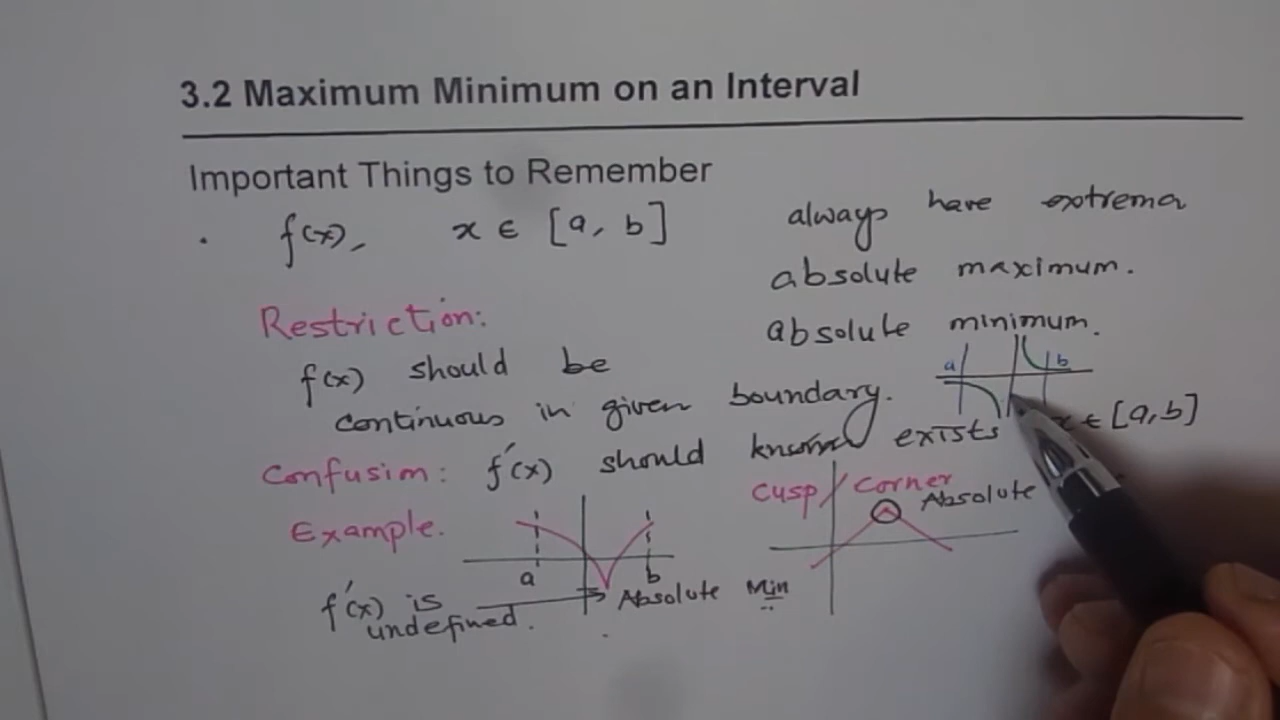 3.2 Maximum Minimum on an Interval
Important Things to Remember
. f(x), x ∈ [a, b] always have extrema
absolute maximum.
Restriction: absolute minimum.
a b
f(x) should be
continuous in given boundary.
x ∈ [a, b]
Confusim: f'(x) should exists
Cusp / corner
Absolute
Example.
a b
f'(x) is
undefined.
Absolute Min